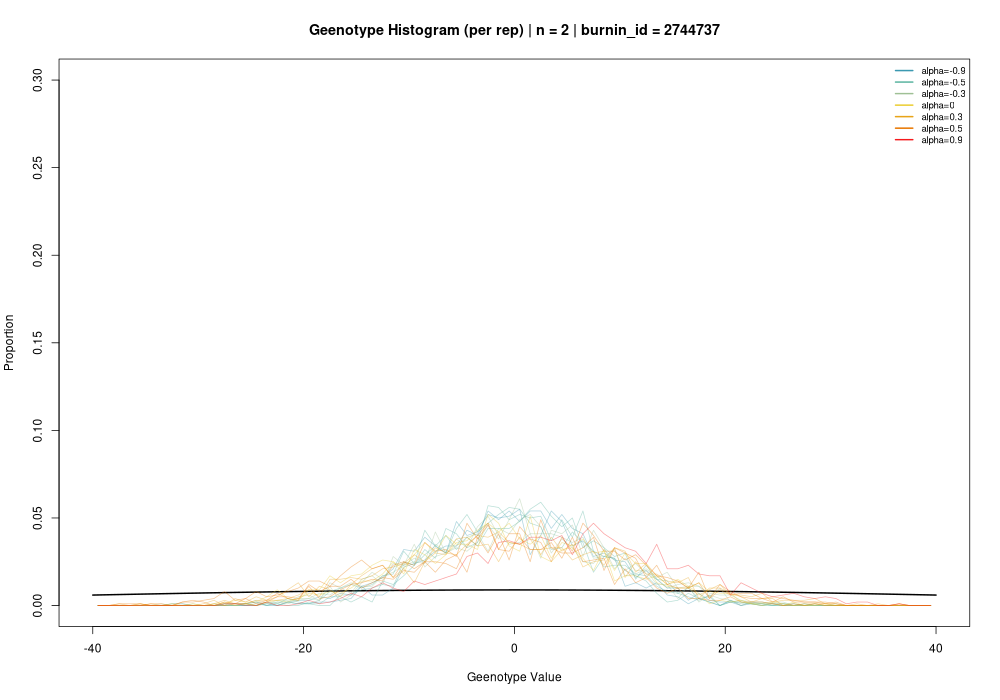 Geenotype Histogram (per rep) | n = 2 | burnin_id = 2744737
alpha=-0.9
alpha=-0.5
alpha=-0.3
alpha=0
alpha=0.3
alpha=0.5
alpha=0.9
Proportion
0.30
0.25
0.20
0.15
0.10
0.05
0.00
-40 -20 0 20 40
Geenotype Value